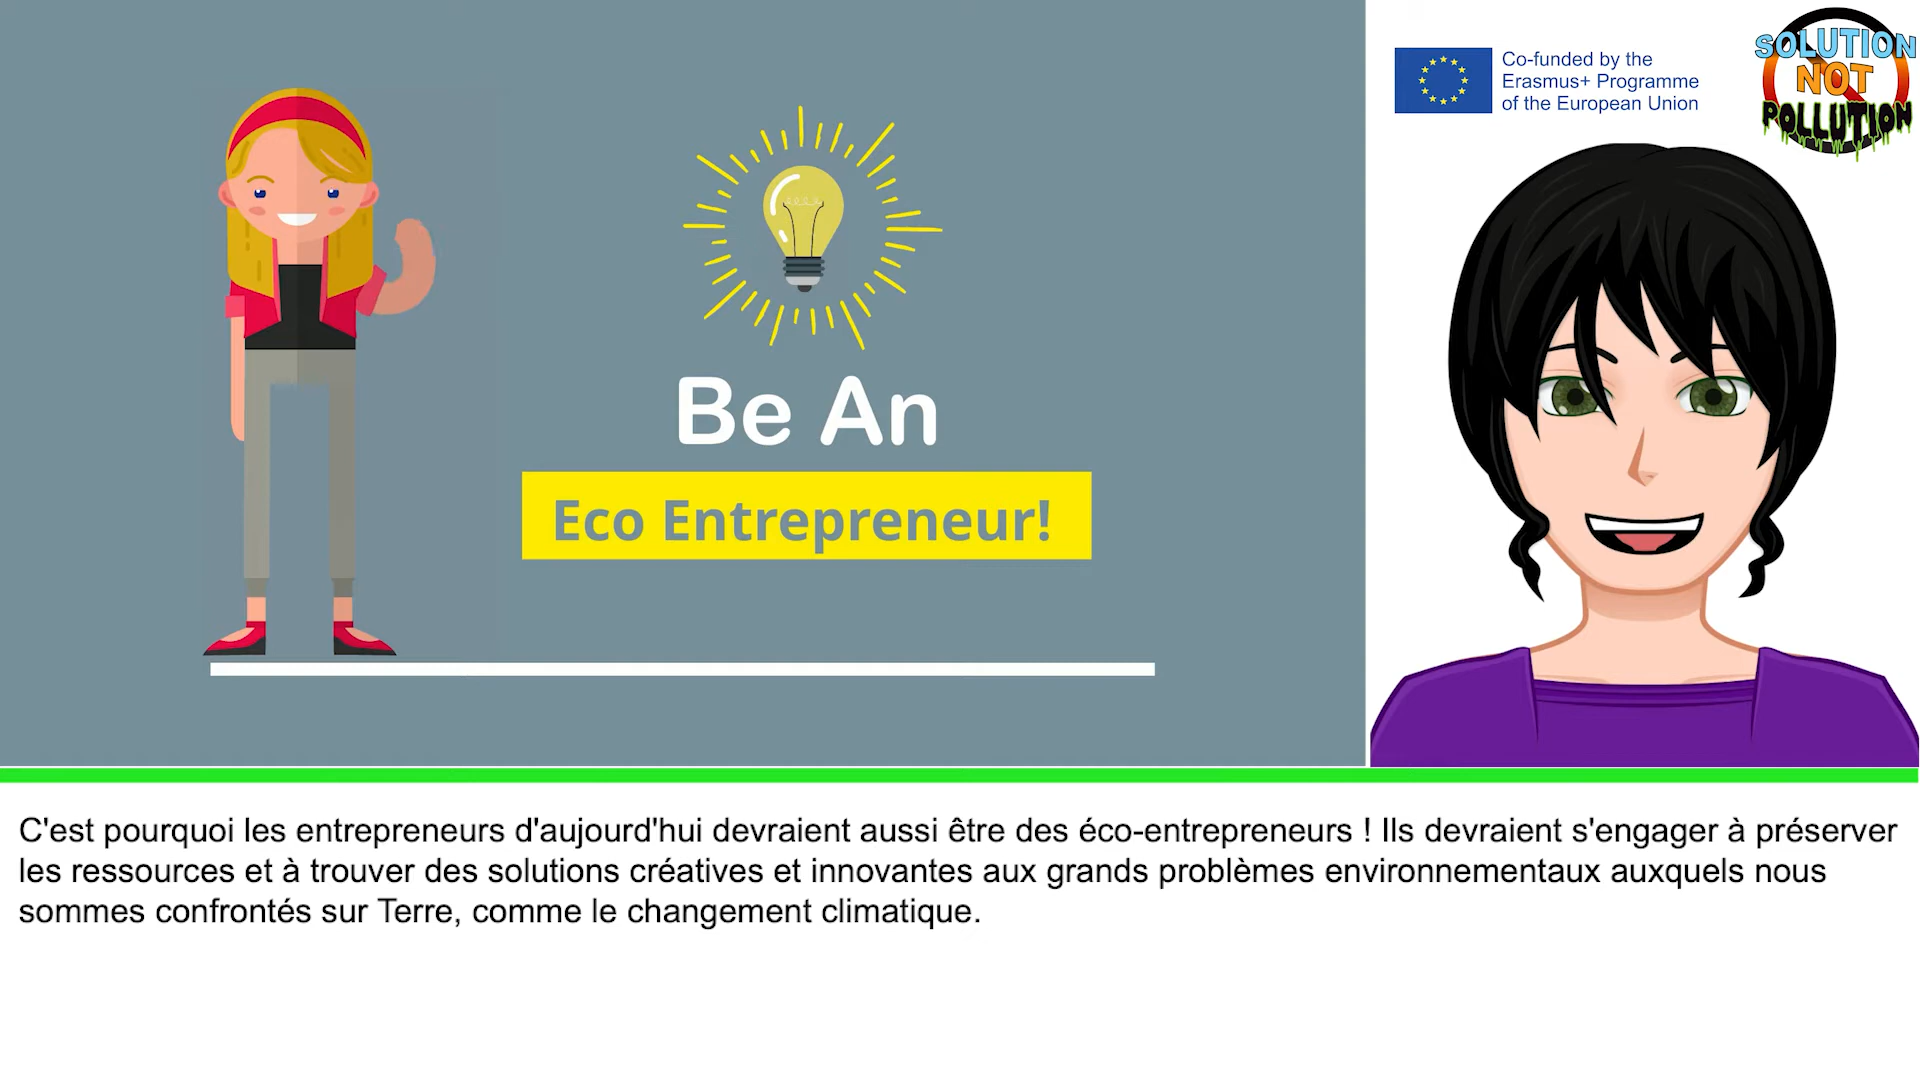 Co-funded by the
Erasmus+ Programme
of the European Union
SOLUTION
NOT
POLLUTION
Be An
Eco Entrepreneur!
C'est pourquoi les entrepreneurs d'aujourd'hui devraient aussi être des éco-entrepreneurs ! Ils devraient s'engager à préserver
les ressources et à trouver des solutions créatives et innovantes aux grands problèmes environnementaux auxquels nous
sommes confrontés sur Terre, comme le changement climatique.